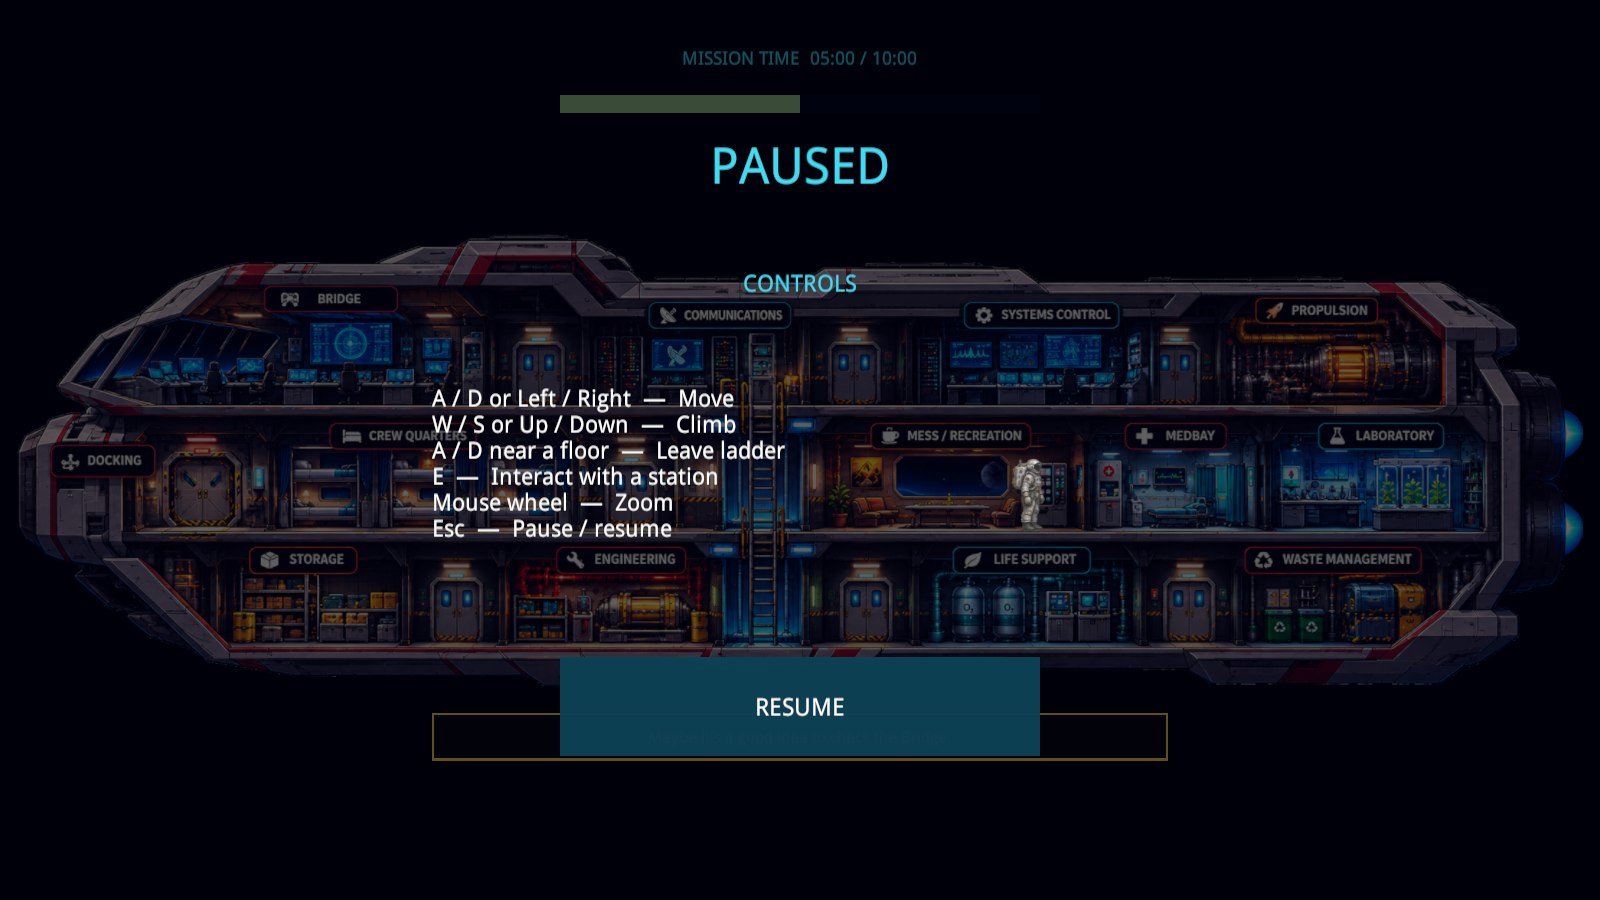 MISSION TIME 05:00 / 10:00
PAUSED
CONTROLS
BRIDGE
COMMUNICATIONS
SYSTEMS CONTROL
PROPULSION
A / D or Left / Right — Move
W / S or Up / Down — Climb
A / D near a floor — Leave ladder
E — Interact with a station
Mouse wheel — Zoom
Esc — Pause / resume
DOCKING
CREW QUARTERS
MESS / RECREATION
MEDBAY
LABORATORY
STORAGE
ENGINEERING
LIFE SUPPORT
WASTE MANAGEMENT
O₂
O₂
RESUME